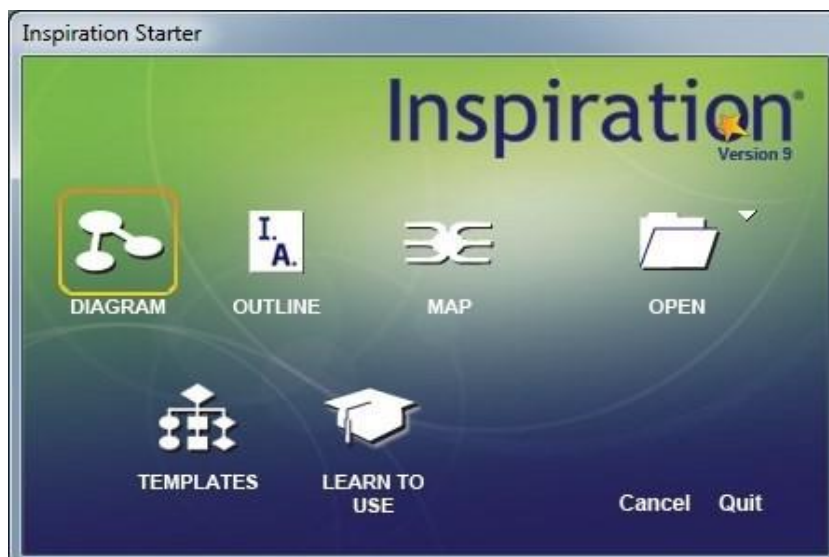 Inspiration Starter
Inspiration®
Version 9
I.
A.
DIAGRAM
OUTLINE
MAP
OPEN
TEMPLATES
LEARN TO
USE
Cancel Quit